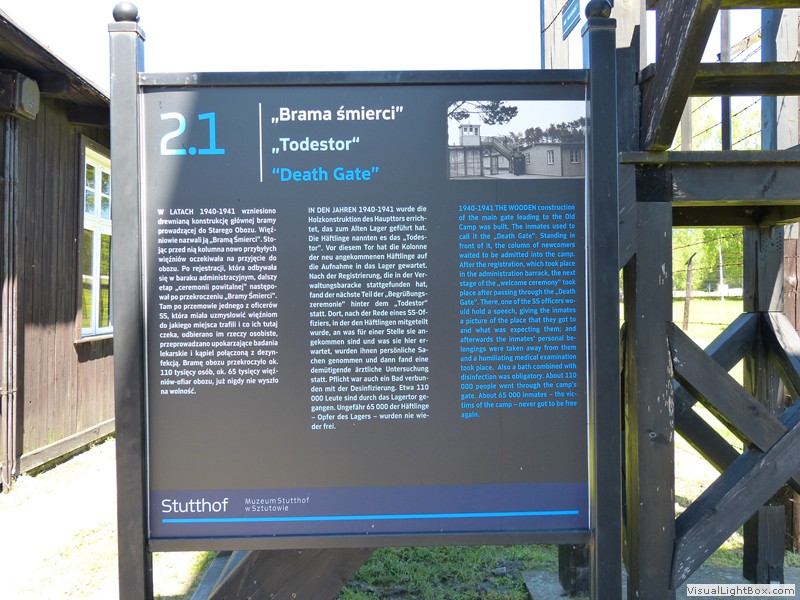 2.1
„Brama śmierci”
„Todestor“
“Death Gate”
W LATACH 1940-1941 wzniesiono
drewnianą konstrukcję głównej bramy
prowadzącej do Starego Obozu. Więź-
niowie nazwali ją „Bramą Śmierci”. Sto-
jąc przed nią kolumna nowo przybyłych
więźniów oczekiwała na przyjęcie do
obozu. Po rejestracji, która odbywała
się w baraku administracyjnym, dalszy
etap „ceremonii powitalnej” następo-
wał po przekroczeniu „Bramy Śmierci”.
Tam po przemowie jednego z oficerów
SS, która miała uzmysłowić więźniom
do jakiego miejsca trafili i co ich tutaj
czeka, odbierano im rzeczy osobiste,
przeprowadzano upokarzające badania
lekarskie i kąpiel połączoną z dezyn-
fekcją. Bramę obozu przekroczyło ok.
110 tysięcy osób, ok. 65 tysięcy więź-
niów-ofiar obozu, już nigdy nie wyszło
na wolność.
IN DEN JAHREN 1940-1941 wurde die
Holzkonstruktion des Haupttors errich-
tet, das zum Alten Lager geführt hat.
Die Häftlinge nannten es das „Todes-
tor“. Vor diesem Tor hat die Kolonne
der neu angekommenen Häftlinge auf
die Aufnahme in das Lager gewartet.
Nach der Registrierung, die in der Ver-
waltungsbaracke stattgefunden hat,
fand der nächste Teil der „Begrüßungs-
zeremonie“ hinter dem „Todestor“
statt. Dort, nach der Rede eines SS-Of-
fiziers, in der den Häftlingen mitgeteilt
wurde, an was für einer Stelle sie an-
gekommen sind und was sie hier er-
wartet, wurden ihnen persönliche Sa-
chen genommen und dann fand eine
demütigende ärztliche Untersuchung
statt. Pflicht war auch ein Bad verbun-
den mit der Desinfizierung. Etwa 110
000 Leute sind durch das Lagertor ge-
gangen. Ungefähr 65 000 der Häftlinge
– Opfer des Lagers – wurden nie wie-
der frei.
1940-1941 THE WOODEN construction
of the main gate leading to the Old
Camp was built. The inmates used to
call it the „Death Gate”. Standing in
front of it, the column of newcomers
waited to be admitted into the camp.
After the registration, which took place
in the administration barrack, the next
stage of the „welcome ceremony” took
place after passing through the „Death
Gate”. There, one of the SS officers wo-
uld hold a speech, giving the inmates
a picture of the place that they got to
and what was expecting them; and
afterwards the inmates’ personal be-
longings were taken away from them
and a humiliating medical examination
took place. Also a bath combined with
disinfection was obligatory. About 110
000 people went through the camp’s
gate. About 65 000 inmates – the vic-
tims of the camp – never got to be free
again.
Stutthof
Muzeum Stutthof
w Sztutowie
VisualLightBox.com